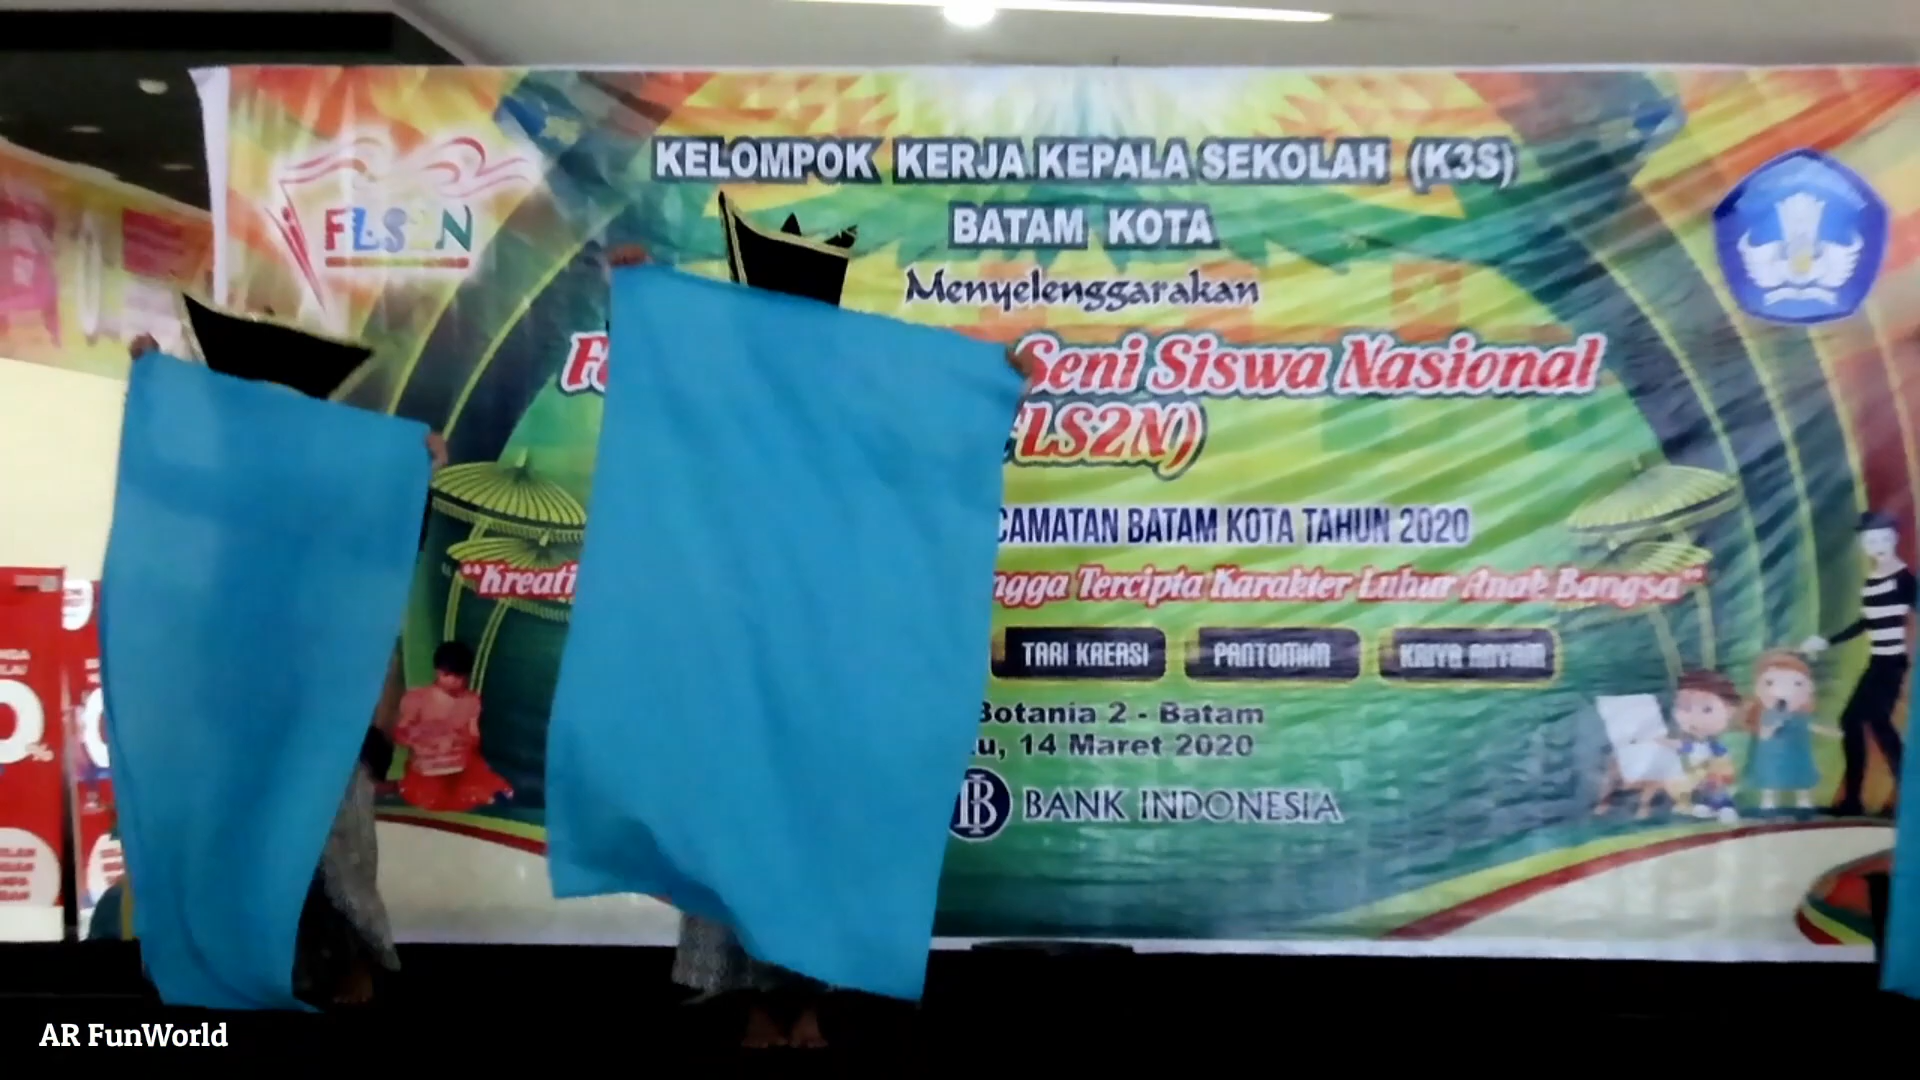 KELOMPOK KERJA KEPALA SEKOLAH (K3S)
FLS2N
BATAM KOTA
Menyelenggarakan
Seni Siswa Nasional
LS2N)
CAMATAN BATAM KOTA TAHUN 2020
"Kreati
ngga Tercipta Karakter Luhur Anak Bangsa"
TARI KREASI
PANTOMIM
KRIYA ANYAM
Botania 2 - Batam
u, 14 Maret 2020
BANK INDONESIA
AR FunWorld